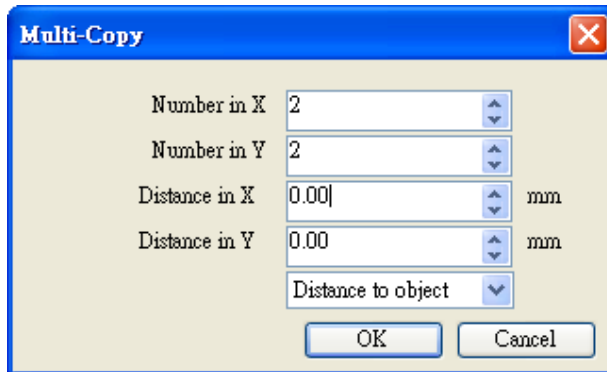 Multi-Copy
Number in X 2
Number in Y 2
Distance in X 0.00 mm
Distance in Y 0.00 mm
Distance to object
OK Cancel